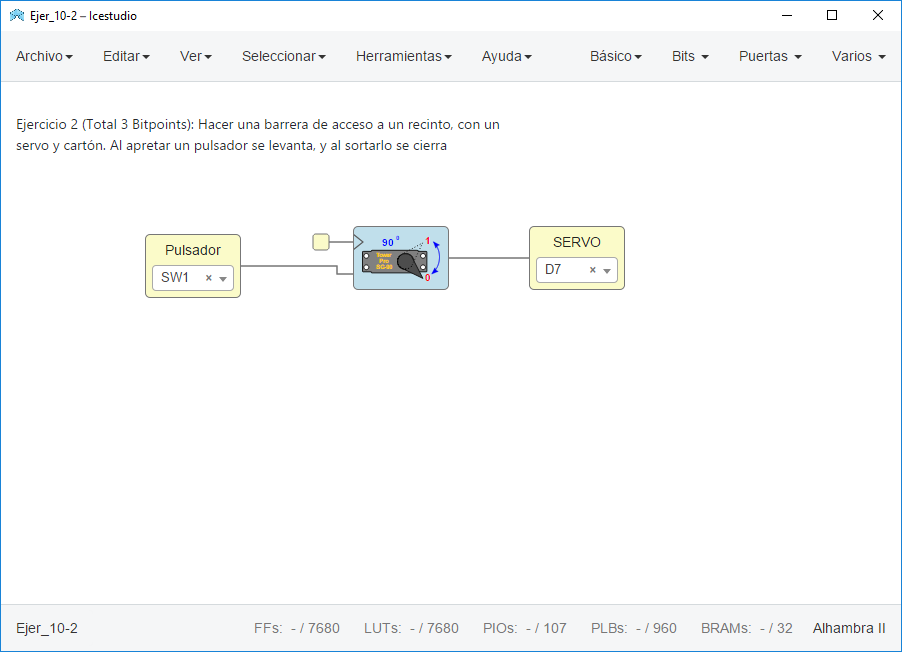 Ejer_10-2 – Icestudio
Archivo Editar Ver Seleccionar Herramientas Ayuda Básico Bits Puertas Varios
Ejercicio 2 (Total 3 Bitpoints): Hacer una barrera de acceso a un recinto, con un
servo y cartón. Al apretar un pulsador se levanta, y al sortarlo se cierra
Pulsador
SW1
90º
1
Tower
Pro
SG-90
0
SERVO
D7
Ejer_10-2 FFs: - / 7680 LUTs: - / 7680 PIOs: - / 107 PLBs: - / 960 BRAMs: - / 32 Alhambra II